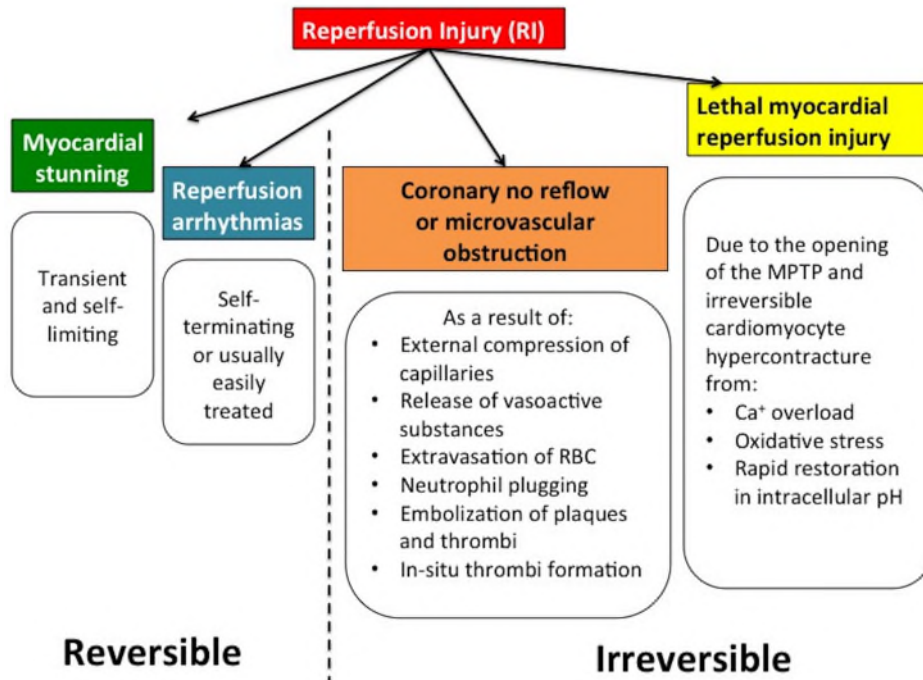 Reperfusion Injury (RI)
Myocardial
stunning
Transient
and self-
limiting
Reperfusion
arrhythmias
Self-
terminating
or usually
easily
treated
Coronary no reflow
or microvascular
obstruction
As a result of:
• External compression of
capillaries
• Release of vasoactive
substances
• Extravasation of RBC
• Neutrophil plugging
• Embolization of plaques
and thrombi
• In-situ thrombi formation
Lethal myocardial
reperfusion injury
Due to the opening
of the MPTP and
irreversible
cardiomyocyte
hypercontracture
from:
• Ca⁺ overload
• Oxidative stress
• Rapid restoration
in intracellular pH
Reversible
Irreversible